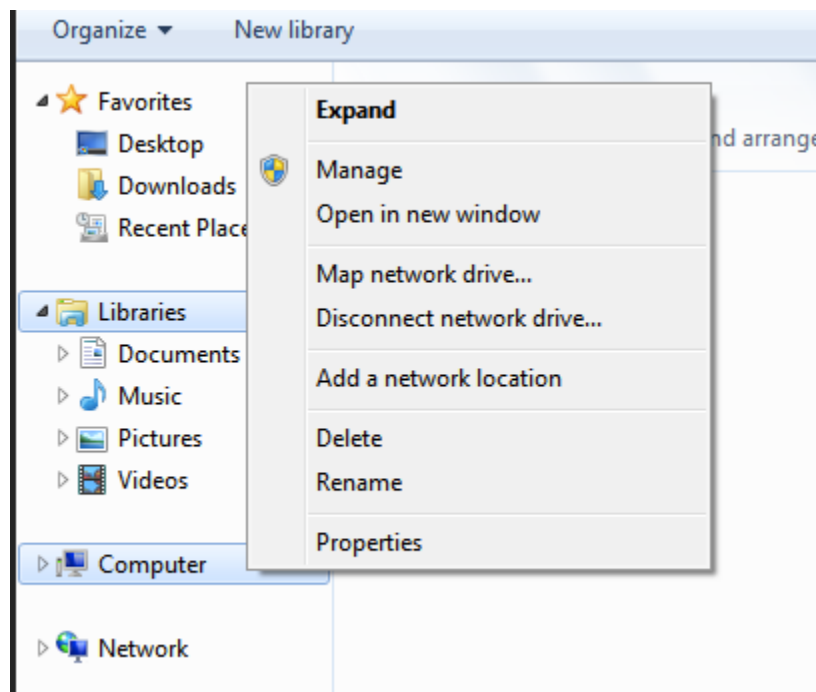 Organize New library
Favorites
Desktop
Downloads
Recent Place
Libraries
Documents
Music
Pictures
Videos
Computer
Network
Expand
Manage
Open in new window
Map network drive...
Disconnect network drive...
Add a network location
Delete
Rename
Properties
nd arrange